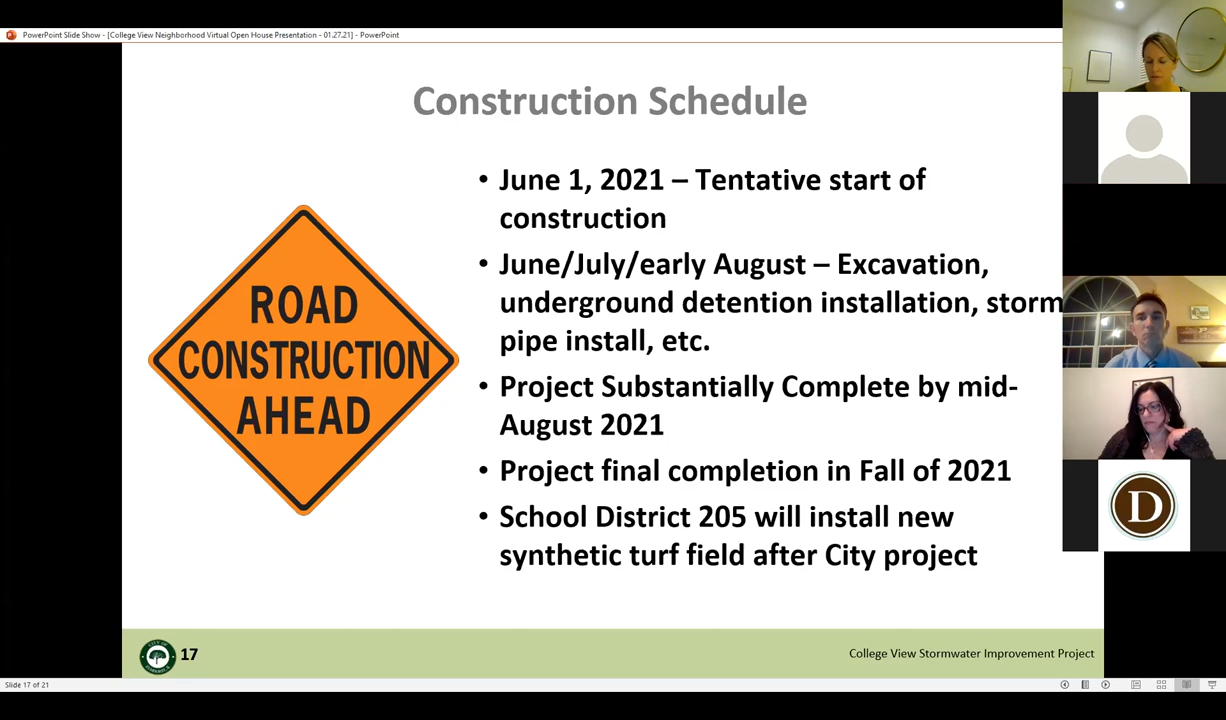 PowerPoint Slide Show - [College View Neighborhood Virtual Open House Presentation - 01.27.21] - PowerPoint
Construction Schedule
ROAD
CONSTRUCTION
AHEAD
• June 1, 2021 – Tentative start of
construction
• June/July/early August – Excavation,
underground detention installation, storm
pipe install, etc.
• Project Substantially Complete by mid-
August 2021
• Project final completion in Fall of 2021
• School District 205 will install new
synthetic turf field after City project
D
17
College View Stormwater Improvement Project
Slide 17 of 21